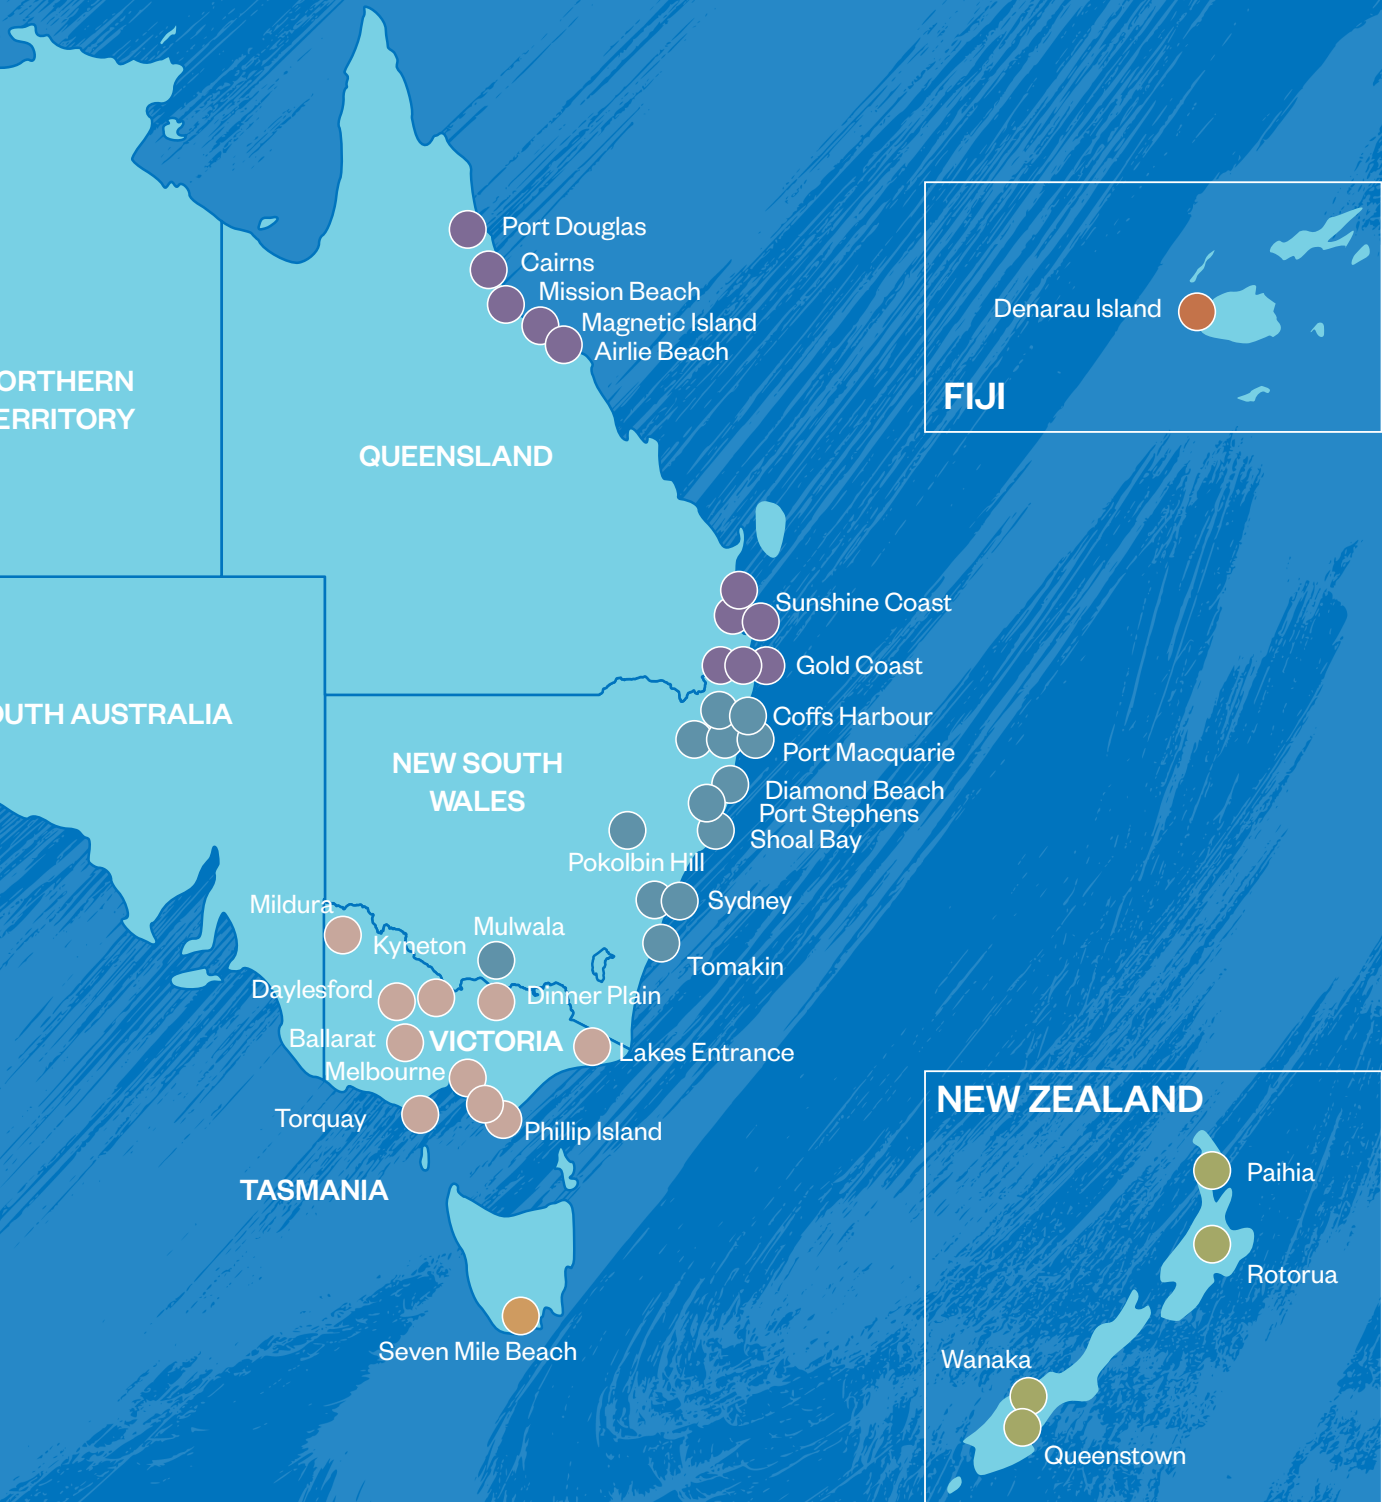 Port Douglas
Cairns
Mission Beach
Magnetic Island
Airlie Beach
Denarau Island
FIJI
ORTHERN
ERRITORY
QUEENSLAND
Sunshine Coast
Gold Coast
OUTH AUSTRALIA
Coffs Harbour
Port Macquarie
NEW SOUTH
WALES
Diamond Beach
Port Stephens
Shoal Bay
Pokolbin Hill
Sydney
Mildura
Mulwala
Kyneton
Tomakin
Daylesford
Dinner Plain
Ballarat
VICTORIA
Lakes Entrance
Melbourne
Torquay
Phillip Island
TASMANIA
Seven Mile Beach
NEW ZEALAND
Paihia
Rotorua
Wanaka
Queenstown